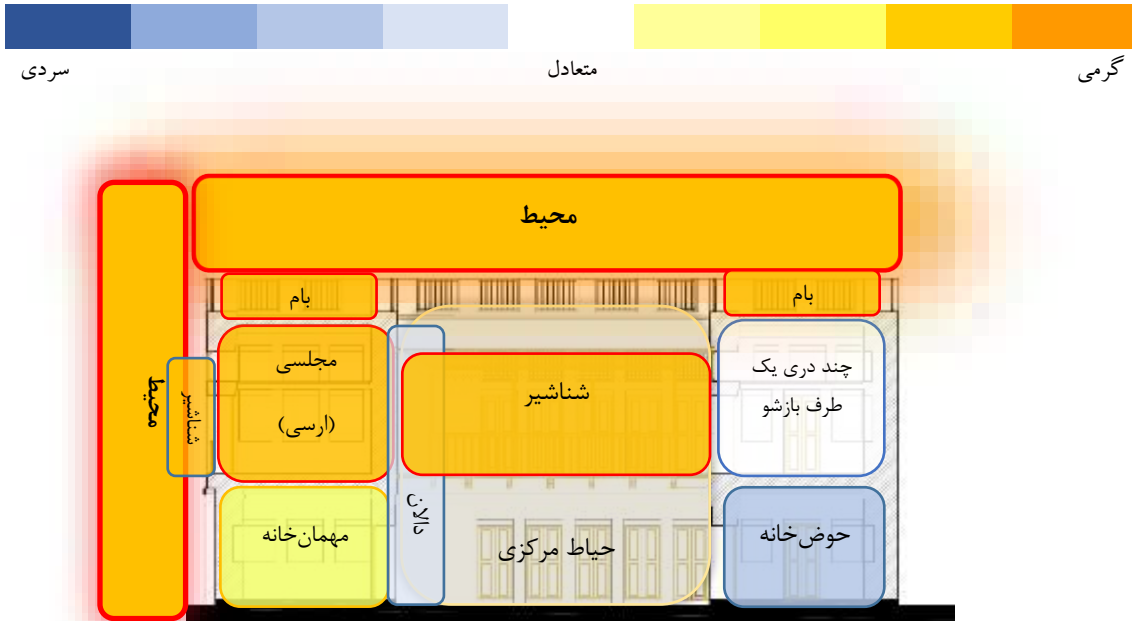 گرمی
متعادل
سردی
محیط
بام
بام
چند دری یک
طرف بازشو
شناشیر
مجلسی
(ارسی)
شناشیر
محیط
حوض‌خانه
حیاط مرکزی
دالان
مهمان‌خانه